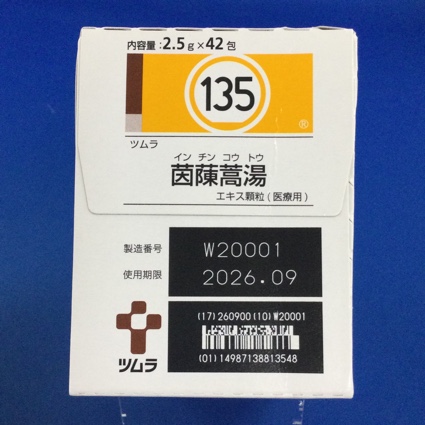 内容量:2.5g×42包
135
®
ツムラ
インチンコウトウ
茵蔯蒿湯
エキス顆粒(医療用)
製造番号 W20001
使用期限 2026.09
(17)260900(10)W20001
(01)14987138813548
ツムラ